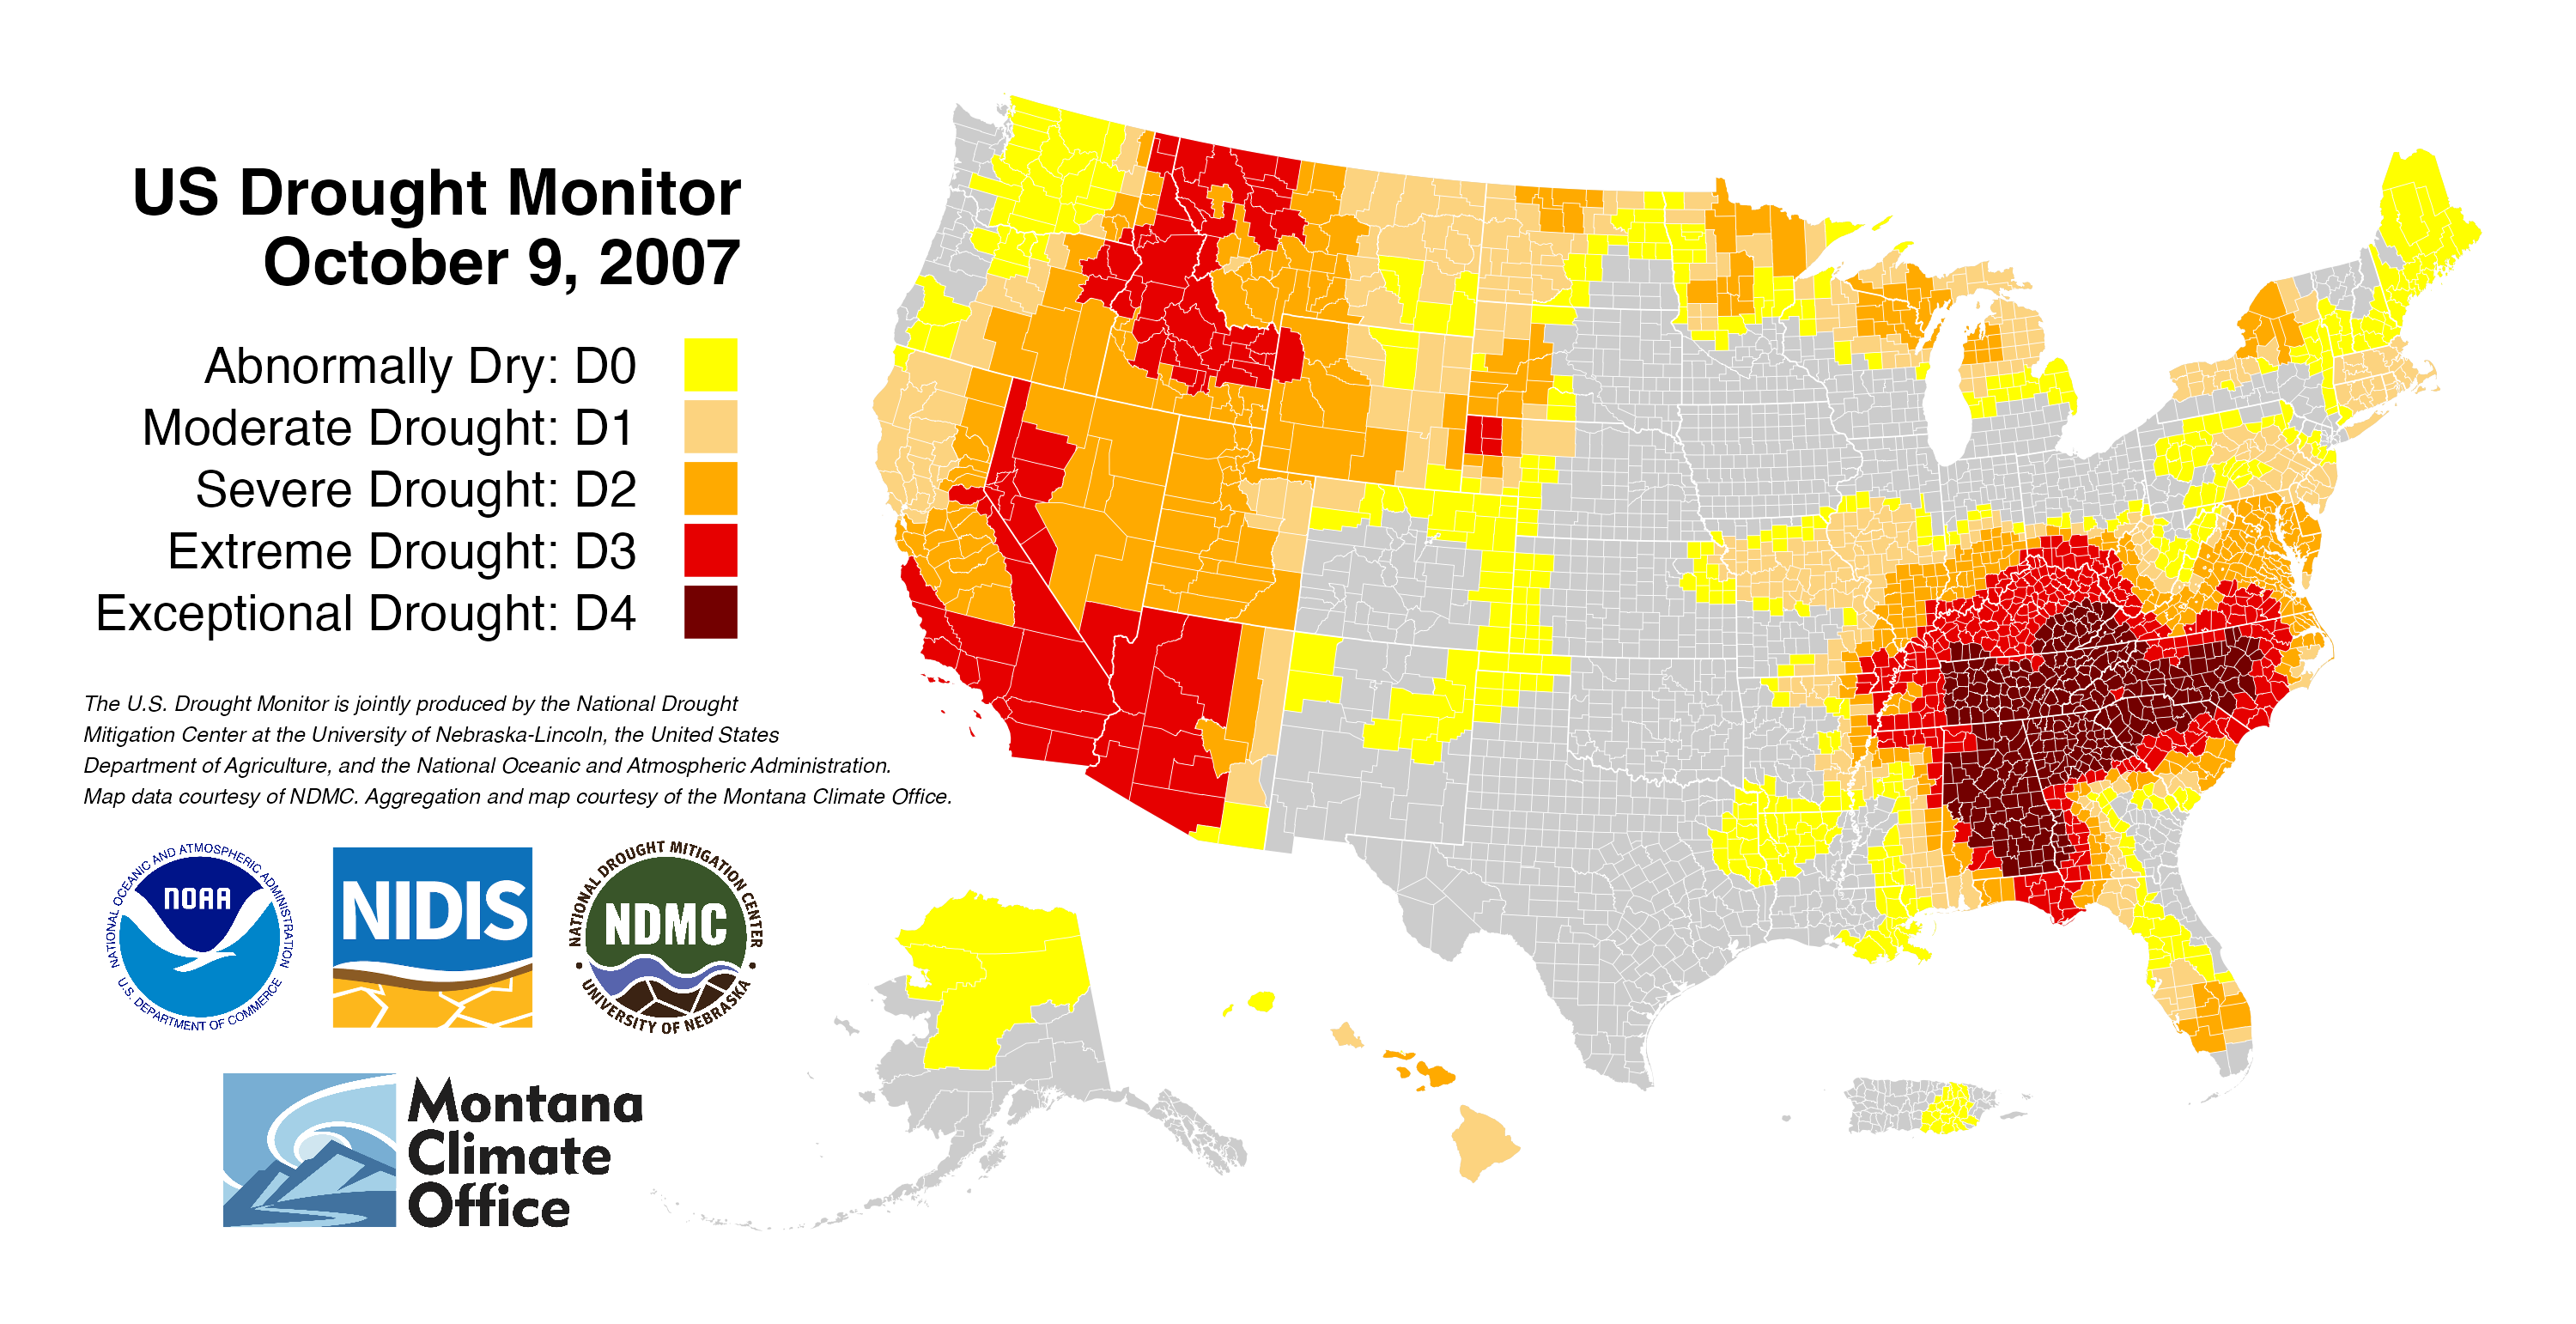 US Drought Monitor
October 9, 2007
Abnormally Dry: D0
Moderate Drought: D1
Severe Drought: D2
Extreme Drought: D3
Exceptional Drought: D4
The U.S. Drought Monitor is jointly produced by the National Drought
Mitigation Center at the University of Nebraska-Lincoln, the United States
Department of Agriculture, and the National Oceanic and Atmospheric Administration.
Map data courtesy of NDMC. Aggregation and map courtesy of the Montana Climate Office.
NATIONAL OCEANIC AND ATMOSPHERIC ADMINISTRATION
NOAA
U.S. DEPARTMENT OF COMMERCE
NIDIS
NATIONAL DROUGHT MITIGATION CENTER
NDMC
UNIVERSITY OF NEBRASKA
Montana
Climate
Office